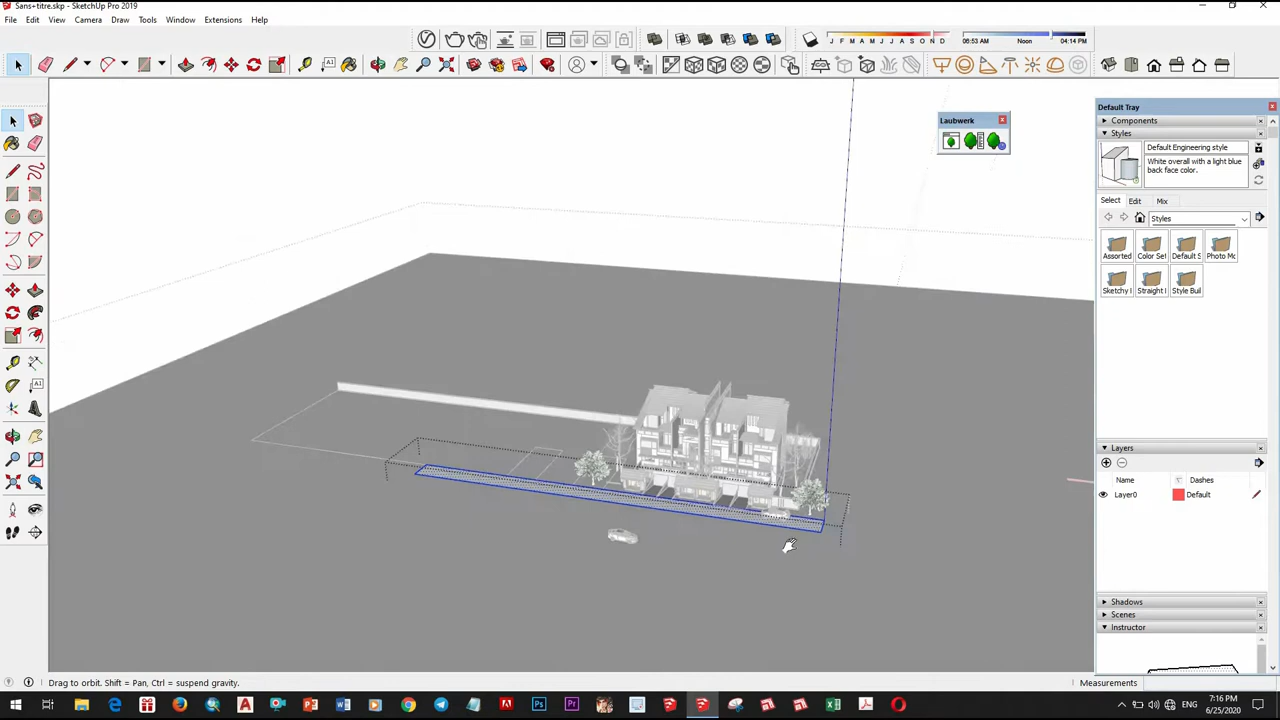 Sans+titre.skp - SketchUp Pro 2019
File Edit View Camera Draw Tools Window Extensions Help
J F M A M J J A S O N D
06:53 AM Noon 04:14 PM
Default Tray
Components
Styles
Laubwerk
Default Engineering style
White overall with a light blue
back face color.
Select Edit Mix
Styles
Assorted Color Set Default S Photo Mo
Sketchy I Straight I Style Buil
Layers
Name Dashes
Layer0 Default
Shadows
Scenes
Instructor
Drag to orbit. Shift = Pan, Ctrl = suspend gravity.
Measurements
7:16 PM
ENG
6/25/2020